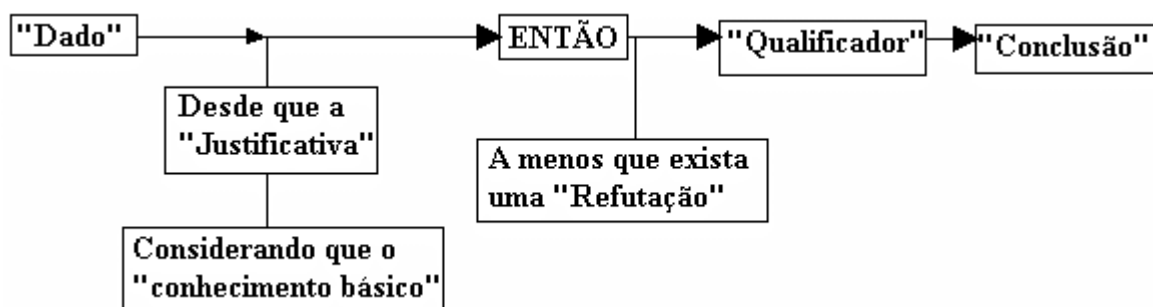 "Dado"
ENTÃO
"Qualificador"
"Conclusão"
Desde que a
"Justificativa"
A menos que exista
uma "Refutação"
Considerando que o
"conhecimento básico"